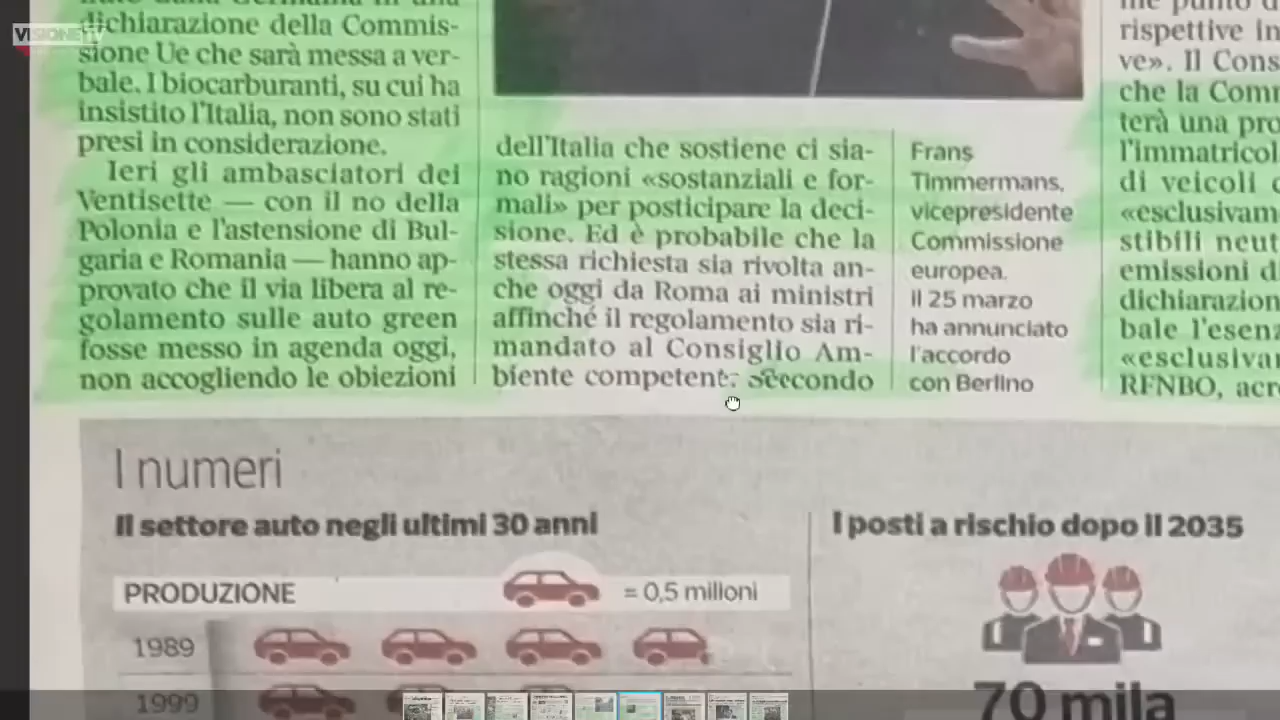 VISIONE TV
dichiarazione della Commis-
sione Ue che sarà messa a ver-
bale. I biocarburanti, su cui ha
insistito l'Italia, non sono stati
presi in considerazione.
Ieri gli ambasciatori dei
Ventisette — con il no della
Polonia e l'astensione di Bul-
garia e Romania — hanno ap-
provato che il via libera al re-
golamento sulle auto green
fosse messo in agenda oggi,
non accogliendo le obiezioni
dell'Italia che sostiene ci sia-
no ragioni «sostanziali e for-
mali» per posticipare la deci-
sione. Ed è probabile che la
stessa richiesta sia rivolta an-
che oggi da Roma ai ministri
affinché il regolamento sia ri-
mandato al Consiglio Am-
biente competente. Secondo
Frans
Timmermans,
vicepresidente
Commissione
europea.
Il 25 marzo
ha annunciato
l'accordo
con Berlino
rispettive in
ve». Il Cons
che la Comm
terà una pro
l'immatricol
di veicoli
«esclusivam
stibili neut
emissioni d
dichiarazion
bale l'esenz
«esclusivam
RFNBO, acr
I numeri
Il settore auto negli ultimi 30 anni
PRODUZIONE = 0,5 milioni
1989
1999
I posti a rischio dopo il 2035
70 mila